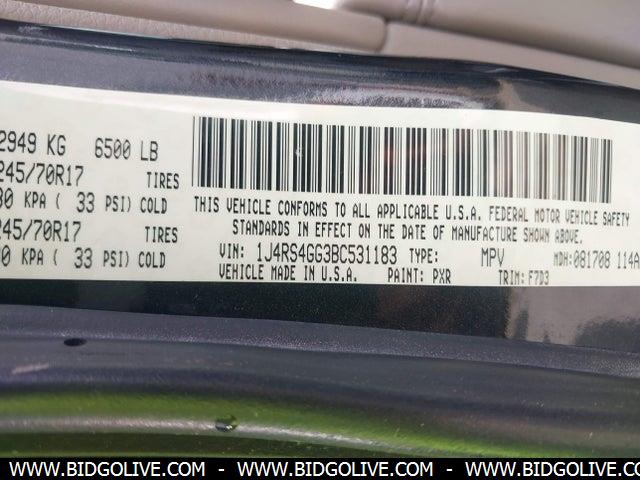 2949 KG 6500 LB
245/70R17 TIRES
30 KPA ( 33 PSI) COLD
245/70R17 TIRES
0 KPA ( 33 PSI) COLD
THIS VEHICLE CONFORMS TO ALL APPLICABLE U.S.A. FEDERAL MOTOR VEHICLE SAFETY
STANDARDS IN EFFECT ON THE DATE OF MANUFACTURE SHOWN ABOVE.
VIN: 1J4RS4GG3BC531183 TYPE: MPV MDH:081708 114A
VEHICLE MADE IN U.S.A. PAINT: PXR TRIM: F7D3
WWW.BIDGOLIVE.COM - WWW.BIDGOLIVE.COM - WWW.BIDGOLIVE.COM